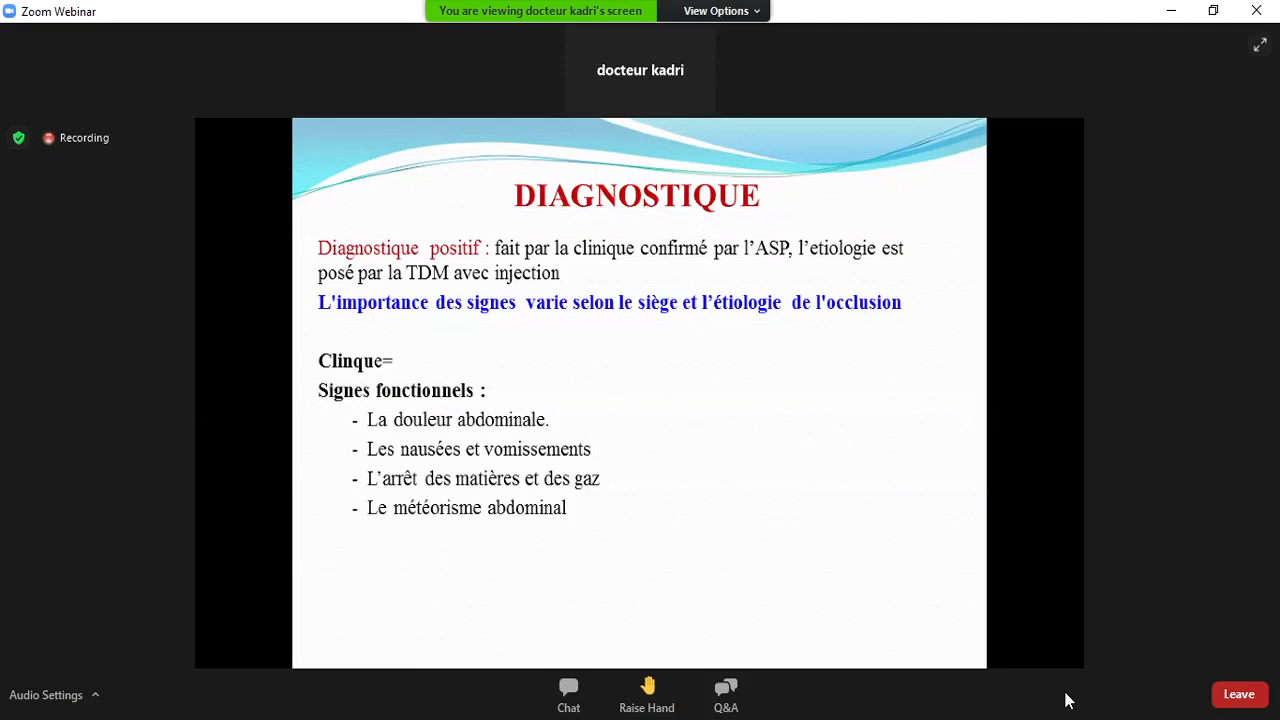 Zoom Webinar
You are viewing docteur kadri's screen
View Options
docteur kadri
Recording
DIAGNOSTIQUE
Diagnostique positif : fait par la clinique confirmé par l’ASP, l’etiologie est
posé par la TDM avec injection
L'importance des signes varie selon le siège et l’étiologie de l'occlusion
Clinque=
Signes fonctionnels :
- La douleur abdominale.
- Les nausées et vomissements
- L’arrêt des matières et des gaz
- Le météorisme abdominal
Audio Settings
Chat
Raise Hand
Q&A
Leave